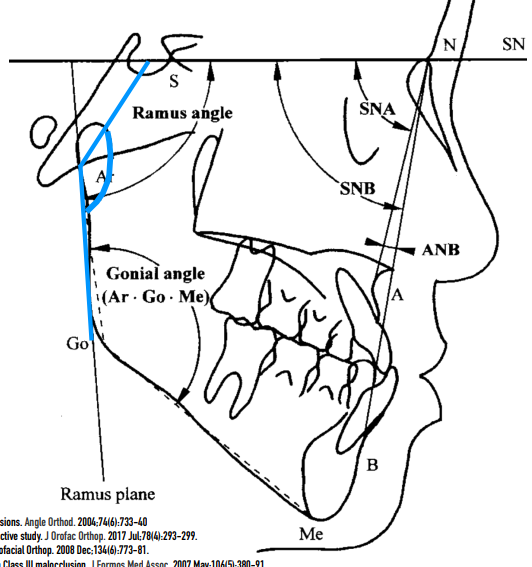 N
SN
S
SNA
Ramus angle
Ar
SNB
ANB
Gonial angle
(Ar · Go · Me)
A
Go
B
Ramus plane
Me
sions. Angle Orthod. 2004;74(6):733-40
ctive study. J Orofac Orthop. 2017 Jul;78(4):293-299.
ofacial Orthop. 2008 Dec;134(6):773-81.
Class III malocclusion. J Formos Med Assoc. 2007 May;106(5):380-91